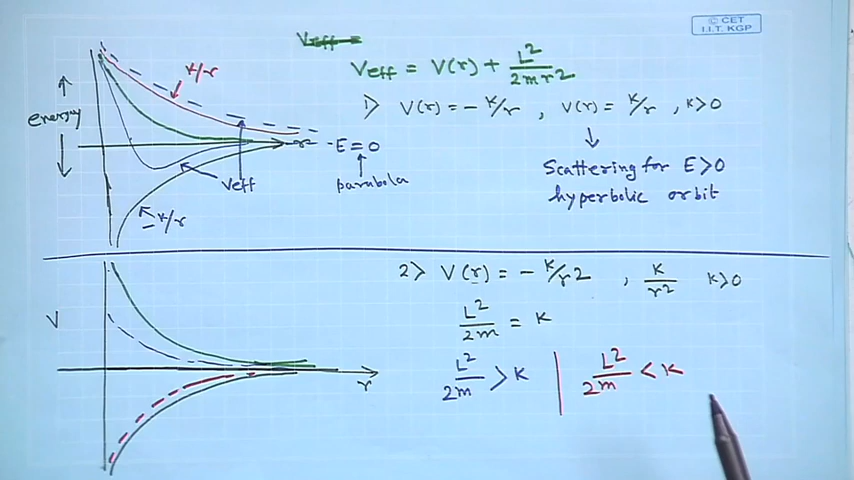 © CET
I.I.T. KGP
Veff =
Veff = V(r) + L²/2mr2
1) V(r) = - K/r , V(r) = K/r , K>0
K/r
energy
r
E = 0
parabola
Scattering for E>0
hyperbolic orbit
Veff
- K/r
2) V(r) = - K/r2 , K/r² K>0
L²/2m = K
V
L²/2m > K | L²/2m < K
r